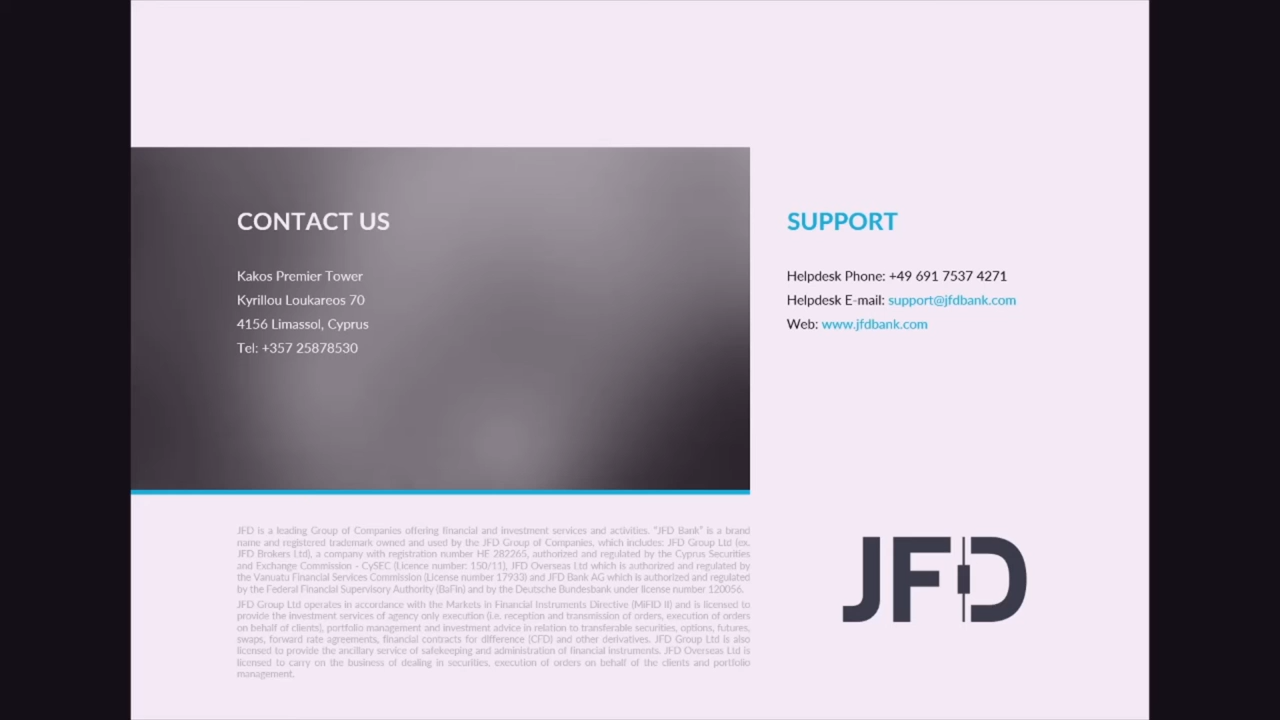 CONTACT US
Kakos Premier Tower
Kyrillou Loukareos 70
4156 Limassol, Cyprus
Tel: +357 25878530
SUPPORT
Helpdesk Phone: +49 691 7537 4271
Helpdesk E-mail: support@jfdbank.com
Web: www.jfdbank.com
JFD is a leading Group of Companies offering financial and investment services and activities. "JFD Bank" is a brand
name and registered trademark owned and used by the JFD Group of Companies, which includes: JFD Group Ltd (ex.
JFD Brokers Ltd), a company with registration number HE 282265, authorized and regulated by the Cyprus Securities
and Exchange Commission - CySEC (Licence number: 150/11), JFD Overseas Ltd which is authorized and regulated by
the Vanuatu Financial Services Commission (License number 17933) and JFD Bank AG which is authorized and regulated
by the Federal Financial Supervisory Authority (BaFin) and by the Deutsche Bundesbank under license number 120056.
JFD Group Ltd operates in accordance with the Markets in Financial Instruments Directive (MiFID II) and is licensed to
provide the investment services of agency only execution (i.e. reception and transmission of orders, execution of orders
on behalf of clients), portfolio management and investment advice in relation to transferable securities, options, futures,
swaps, forward rate agreements, financial contracts for difference (CFD) and other derivatives. JFD Group Ltd is also
licensed to provide the ancillary service of safekeeping and administration of financial instruments. JFD Overseas Ltd is
licensed to carry on the business of dealing in securities, execution of orders on behalf of the clients and portfolio
management.
JFD